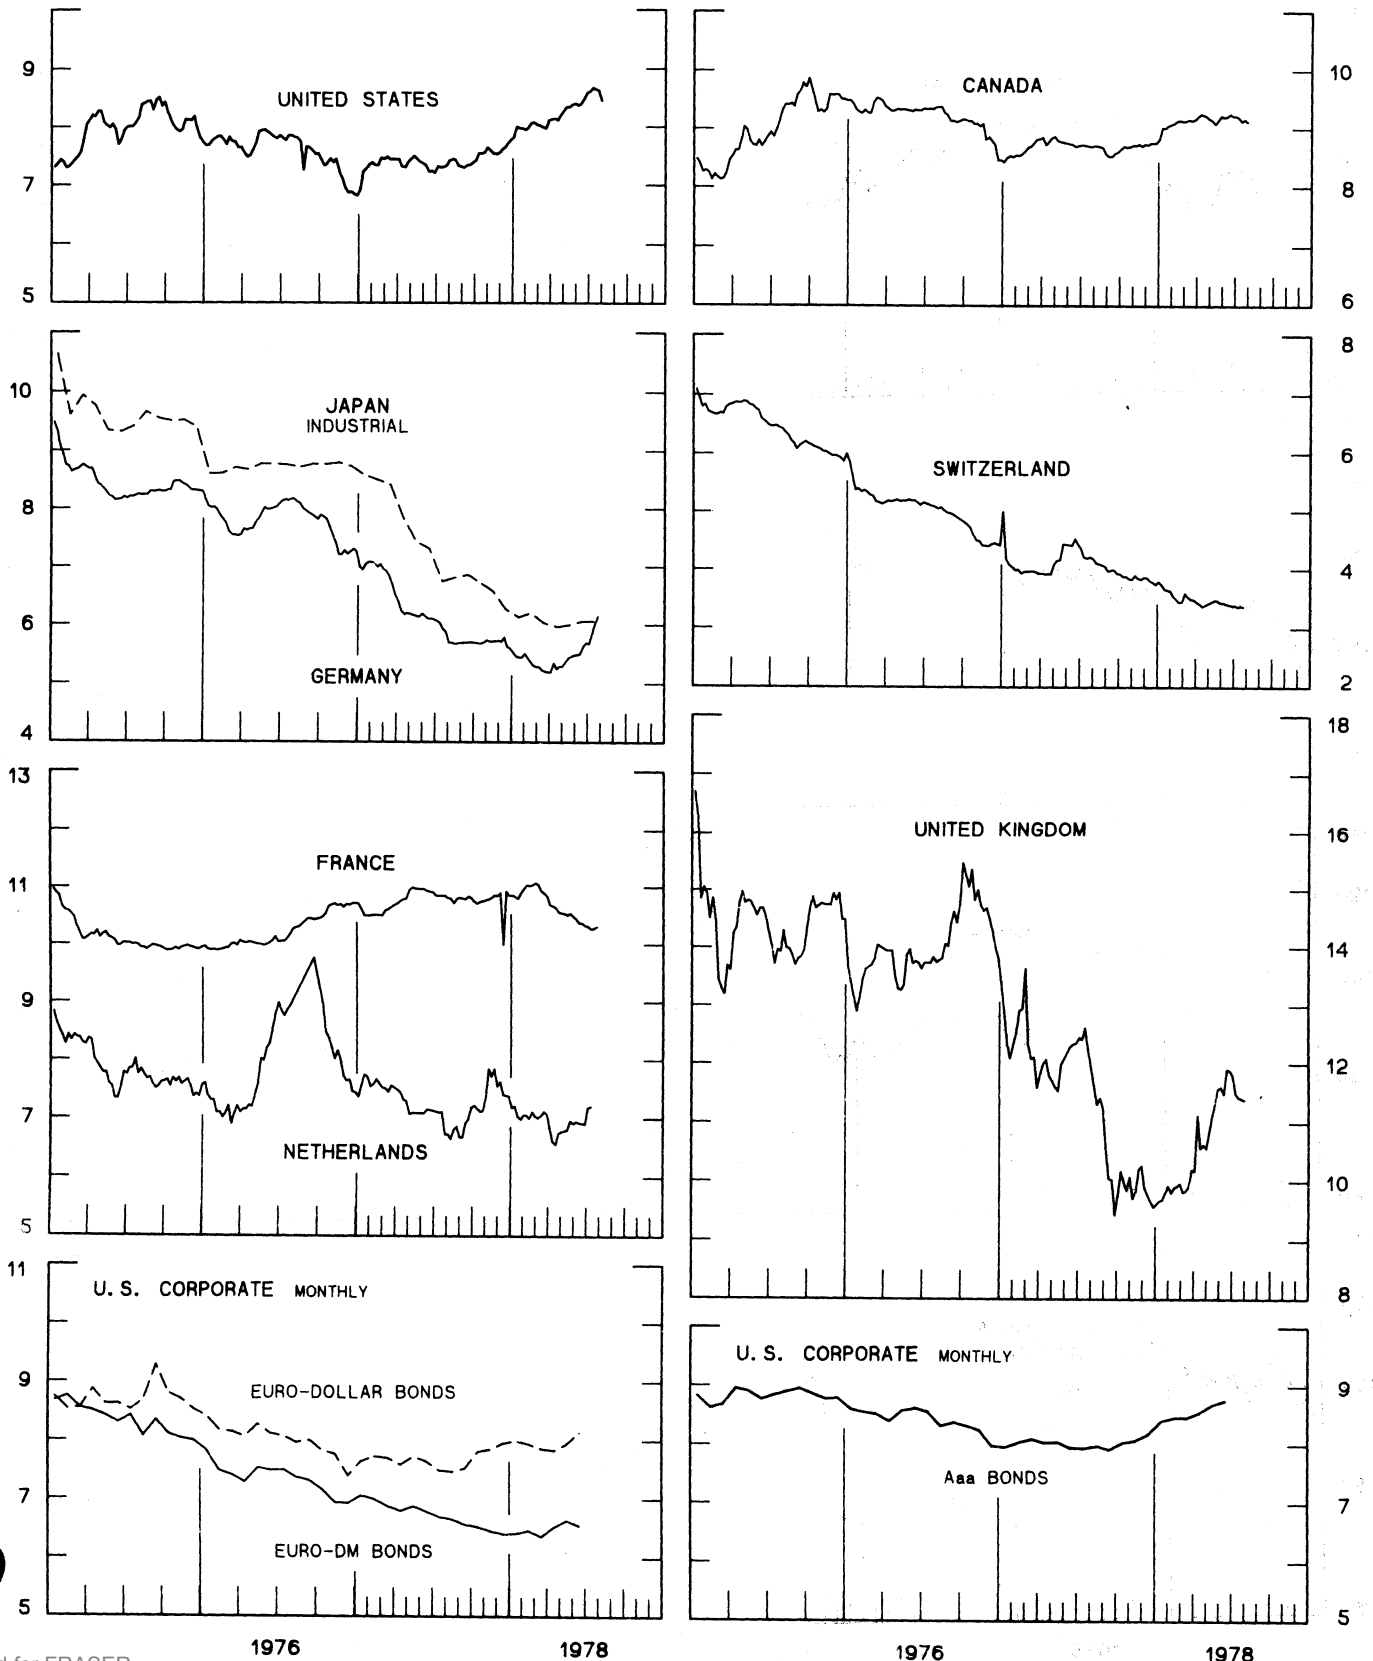 9
UNITED STATES
7
5
CANADA
10
8
6
10
JAPAN
INDUSTRIAL
8
6
GERMANY
4
8
6
SWITZERLAND
4
2
13
FRANCE
11
9
7
NETHERLANDS
5
18
UNITED KINGDOM
16
14
12
10
8
11
U.S. CORPORATE MONTHLY
9
EURO-DOLLAR BONDS
7
EURO-DM BONDS
5
1976 1978
U.S. CORPORATE MONTHLY
9
Aaa BONDS
7
5
1976 1978